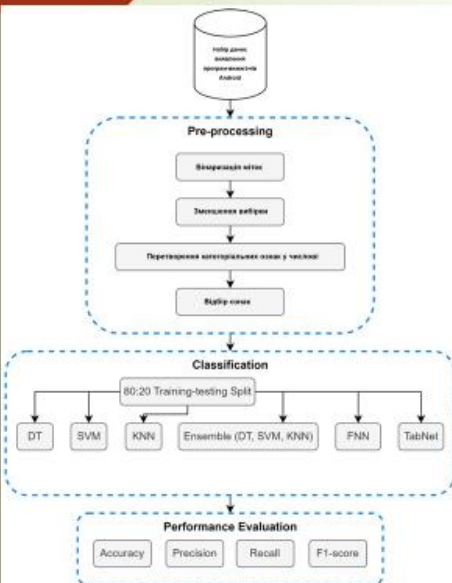 Набір даних
виявлення
програм-вимагачів
Android
Pre-processing
Бінаризація міток
Зменшення вибірки
Перетворення категоріальних ознак у числові
Відбір ознак
Classification
80:20 Training-testing Split
DT SVM KNN Ensemble (DT, SVM, KNN) FNN TabNet
Performance Evaluation
Accuracy Precision Recall F1-score